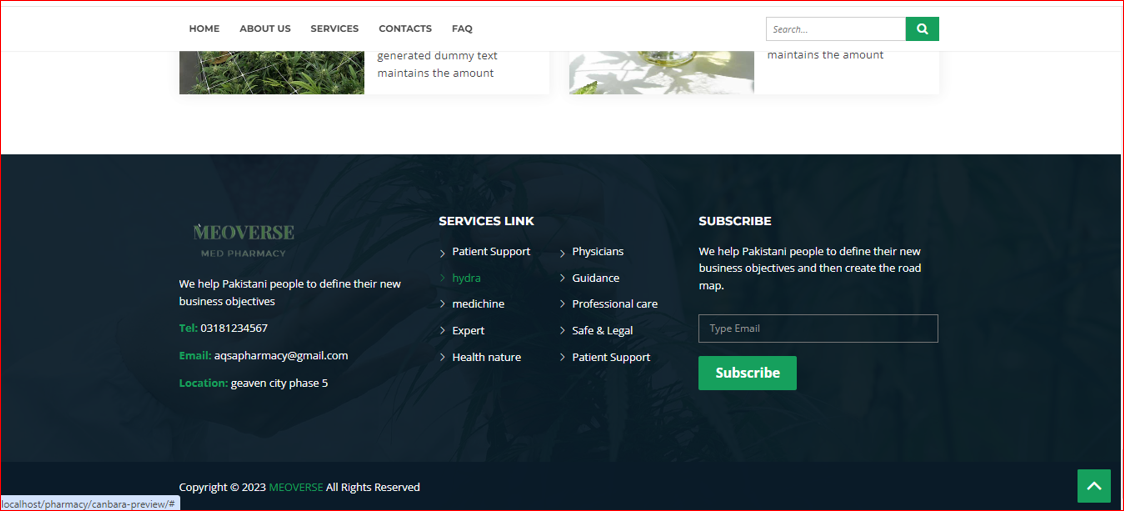 HOME ABOUT US SERVICES CONTACTS FAQ Search...
generated dummy text
maintains the amount
maintains the amount
MEOVERSE
MED PHARMACY
We help Pakistani people to define their new
business objectives
Tel: 03181234567
Email: aqsapharmacy@gmail.com
Location: geaven city phase 5
SERVICES LINK
Patient Support
hydra
medichine
Expert
Health nature
Physicians
Guidance
Professional care
Safe & Legal
Patient Support
SUBSCRIBE
We help Pakistani people to define their new
business objectives and then create the road
map.
Type Email
Subscribe
Copyright © 2023 MEOVERSE All Rights Reserved
localhost/pharmacy/canbara-preview/#